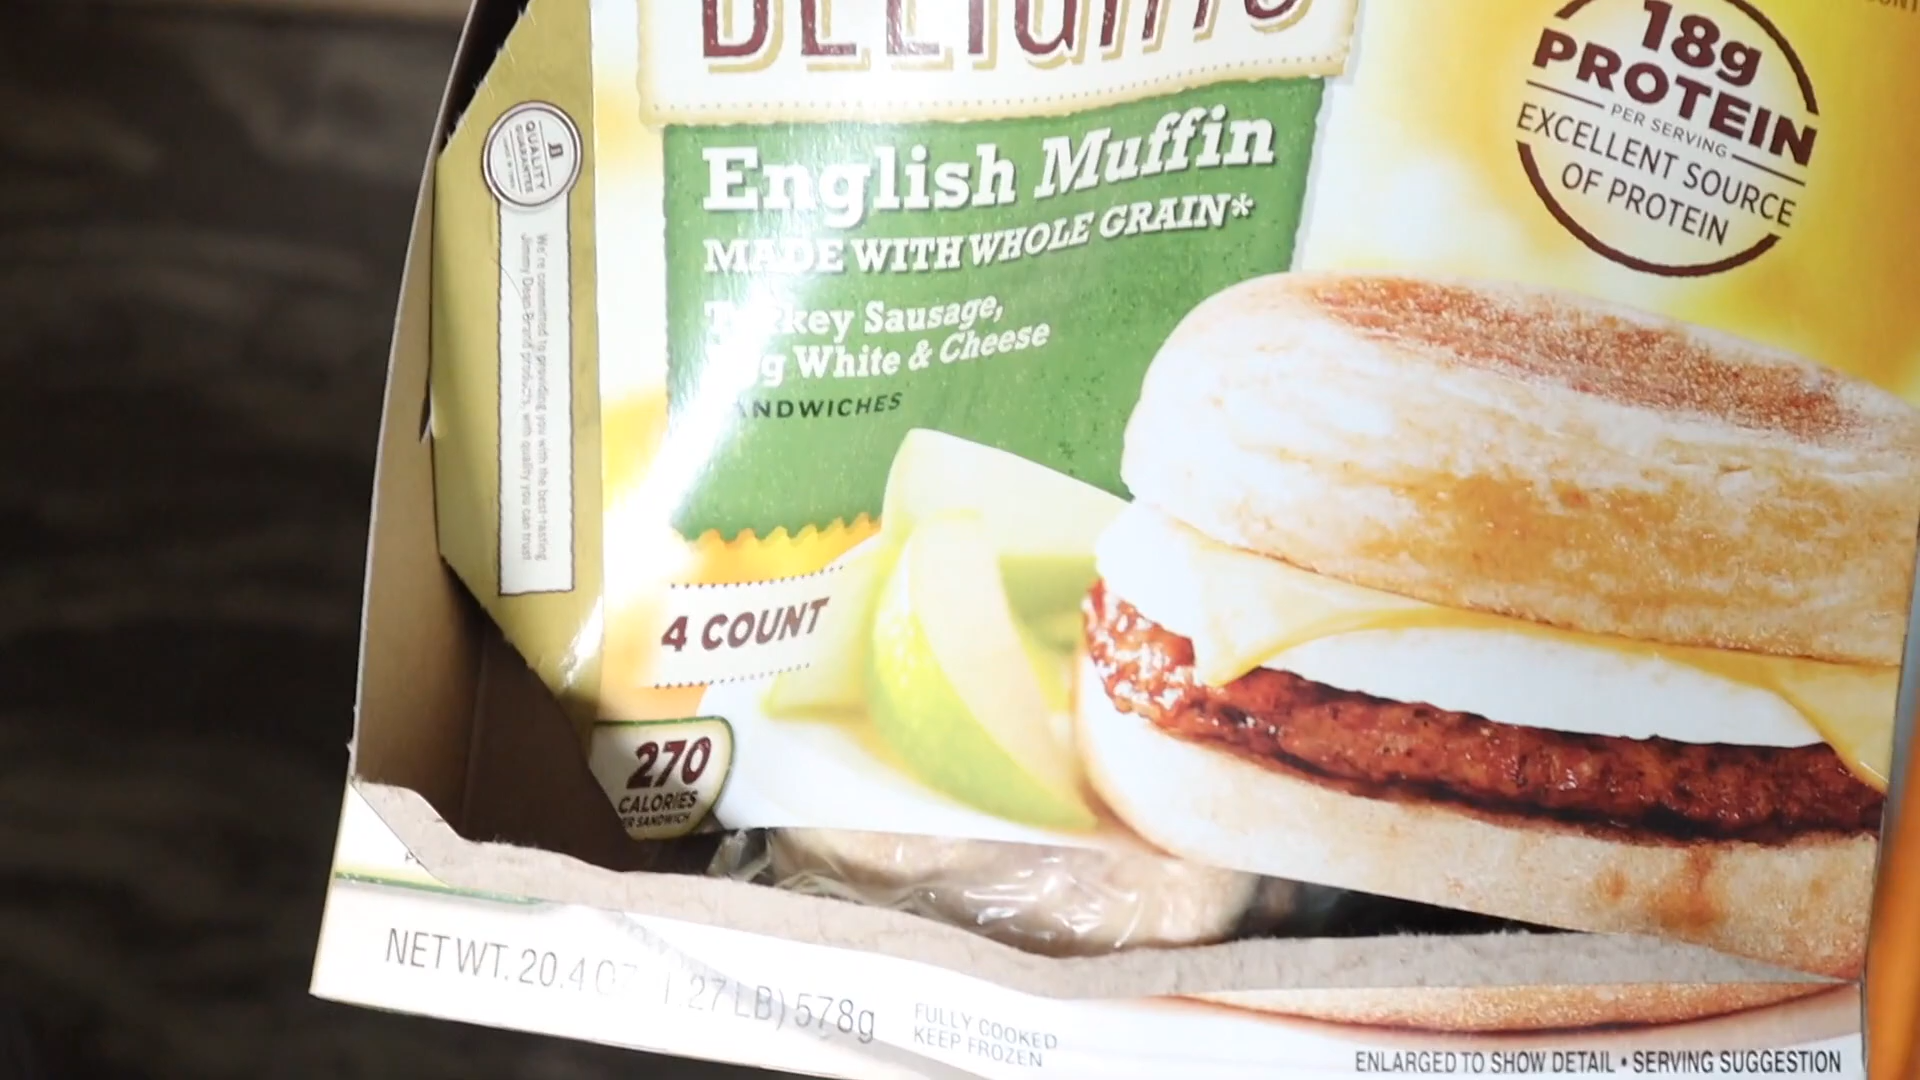 DELights
18g
PROTEIN
PER SERVING
EXCELLENT SOURCE
OF PROTEIN
QUALITY
GUARANTEE
We're committed to providing you with the best-tasting
Jimmy Dean Brand products, with quality you can trust
English Muffin
MADE WITH WHOLE GRAIN*
Turkey Sausage,
Egg White & Cheese
SANDWICHES
4 COUNT
270
CALORIES
PER SANDWICH
NET WT. 20.4 OZ (1.27 LB) 578g
FULLY COOKED
KEEP FROZEN
ENLARGED TO SHOW DETAIL • SERVING SUGGESTION